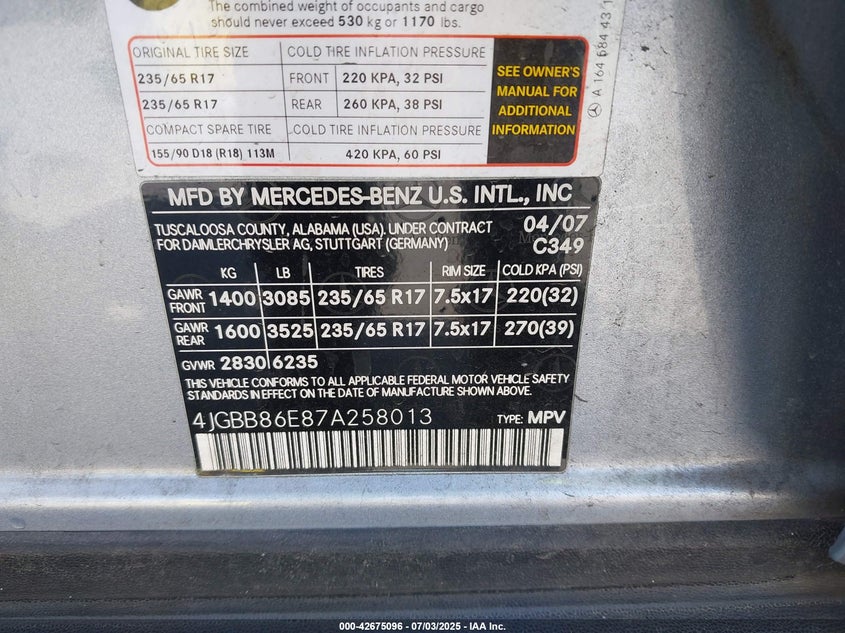 The combined weight of occupants and cargo
should never exceed 530 kg or 1170 lbs.
ORIGINAL TIRE SIZE COLD TIRE INFLATION PRESSURE
235/65 R17 FRONT 220 KPA, 32 PSI
235/65 R17 REAR 260 KPA, 38 PSI
COMPACT SPARE TIRE COLD TIRE INFLATION PRESSURE
155/90 D18 (R18) 113M 420 KPA, 60 PSI
SEE OWNER'S
MANUAL FOR
ADDITIONAL
INFORMATION
A 164 584 43 1
MFD BY MERCEDES-BENZ U.S. INTL., INC
TUSCALOOSA COUNTY, ALABAMA (USA). UNDER CONTRACT
FOR DAIMLERCHRYSLER AG, STUTTGART (GERMANY)
04/07
C349
KG LB TIRES RIM SIZE COLD KPA (PSI)
GAWR FRONT 1400 3085 235/65 R17 7.5x17 220(32)
GAWR REAR 1600 3525 235/65 R17 7.5x17 270(39)
GVWR 2830 6235
THIS VEHICLE CONFORMS TO ALL APPLICABLE FEDERAL MOTOR VEHICLE SAFETY
STANDARDS IN EFFECT ON THE DATE OF MANUFACTURE SHOWN ABOVE.
4JGBB86E87A258013 TYPE: MPV
000-42675096 - 07/03/2025 - IAA Inc.